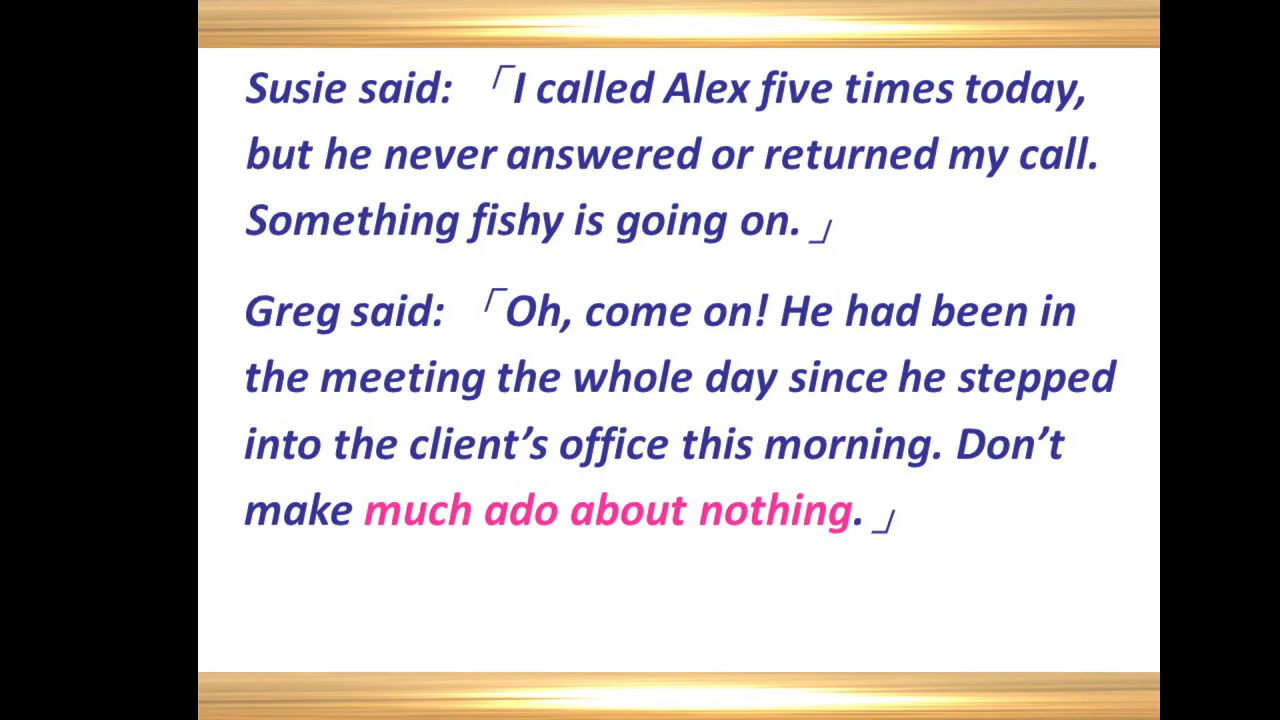 Susie said: 「I called Alex five times today,
but he never answered or returned my call.
Something fishy is going on.」
Greg said: 「Oh, come on! He had been in
the meeting the whole day since he stepped
into the client’s office this morning. Don’t
make much ado about nothing.」